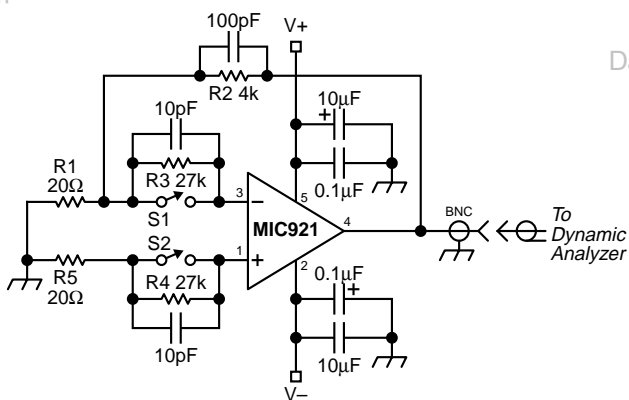 100pF
V+
Da
R2 4k
10pF
10µF
+
R1
20Ω
R3 27k
0.1µF
S1
3
−
5
MIC921
4
BNC
To
Dynamic
Analyzer
S2
1
+
2
R5
20Ω
R4 27k
0.1µF
+
10pF
10µF
V–